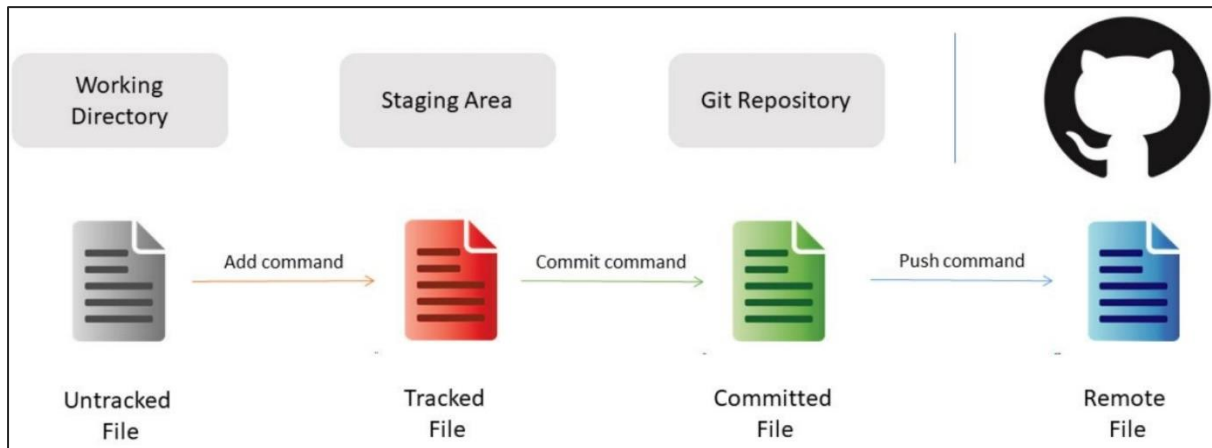 Working
Directory
Staging Area
Git Repository
Add command
Commit command
Push command
Untracked
File
Tracked
File
Committed
File
Remote
File